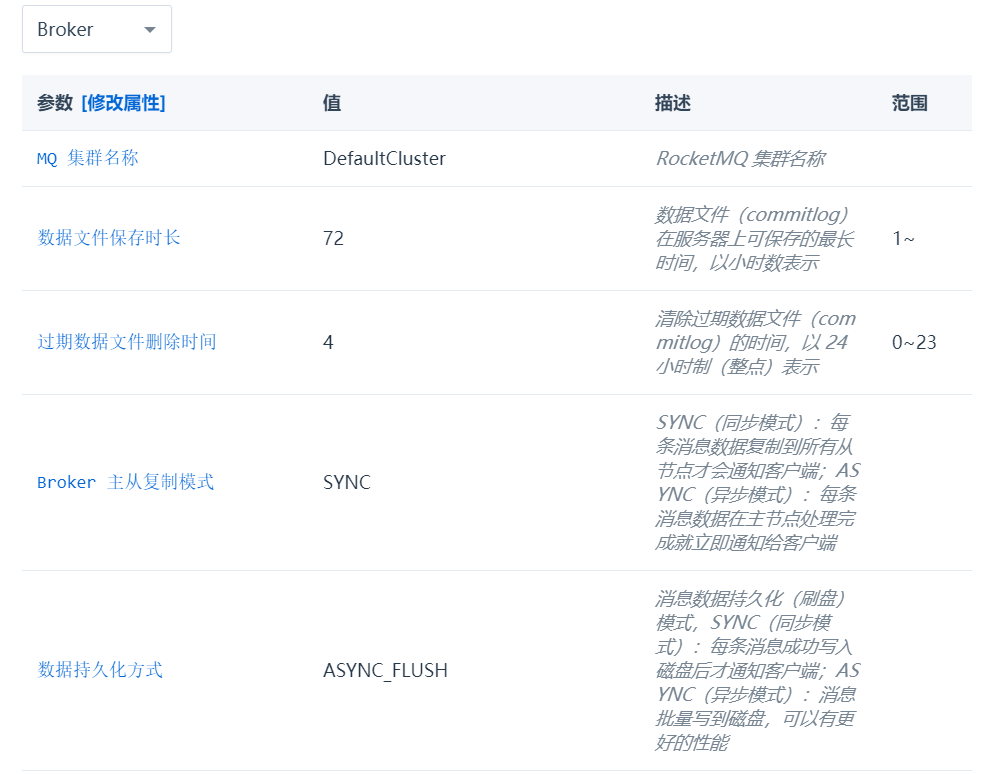 Broker
参数 [修改属性] 值 描述 范围
MQ 集群名称 DefaultCluster RocketMQ 集群名称
数据文件保存时长 72 数据文件（commitlog）
在服务器上可保存的最长
时间，以小时数表示 1~
过期数据文件删除时间 4 清除过期数据文件（com
mitlog）的时间，以 24
小时制（整点）表示 0~23
Broker 主从复制模式 SYNC SYNC（同步模式）：每
条消息数据复制到所有从
节点才会通知客户端；AS
YNC（异步模式）：每条
消息数据在主节点处理完
成就立即通知给客户端
数据持久化方式 ASYNC_FLUSH 消息数据持久化（刷盘）
模式，SYNC（同步模
式）：每条消息成功写入
磁盘后才通知客户端；AS
YNC（异步模式）：消息
批量写到磁盘，可以有更
好的性能